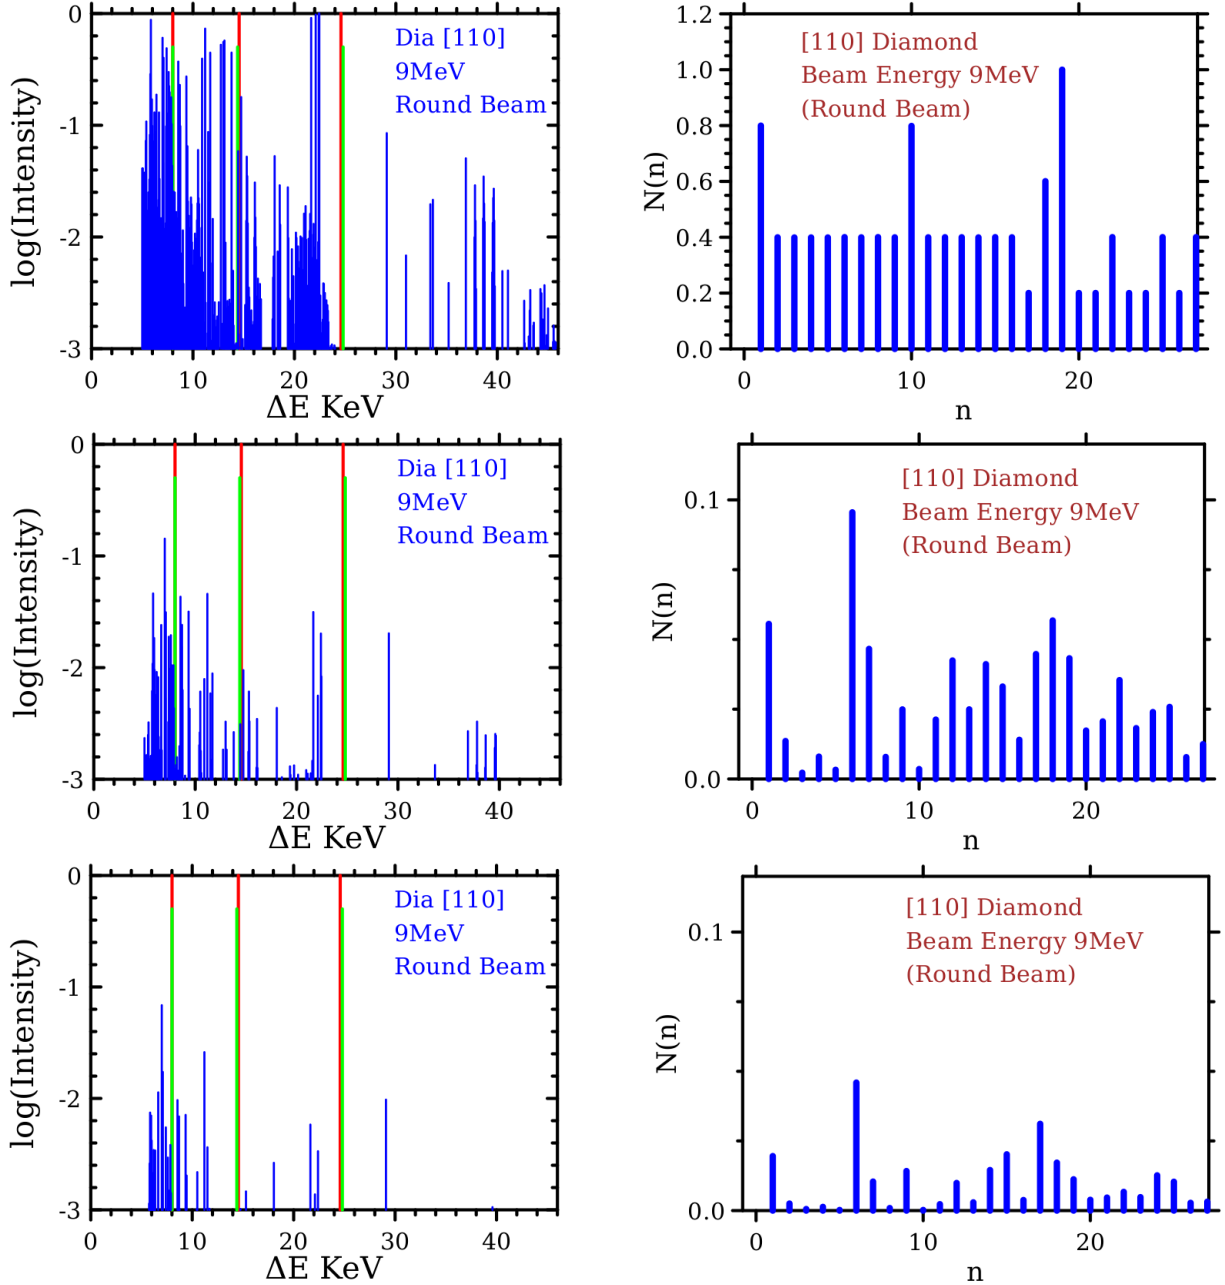 0
-1
-2
-3
log(Intensity)
Dia [110]
9MeV
Round Beam
0
10
20
30
40
ΔE KeV
0
10
20
1.2
1.0
0.8
0.6
0.4
0.2
0.0
N(n)
[110] Diamond
Beam Energy 9MeV
(Round Beam)
0
10
20
n
0
-1
-2
-3
log(Intensity)
Dia [110]
9MeV
Round Beam
0
10
20
30
40
ΔE KeV
0.1
0.0
N(n)
[110] Diamond
Beam Energy 9MeV
(Round Beam)
0
10
20
n
0
-1
-2
-3
log(Intensity)
Dia [110]
9MeV
Round Beam
0
10
20
30
40
ΔE KeV
0.1
0.0
N(n)
[110] Diamond
Beam Energy 9MeV
(Round Beam)
0
10
20
n